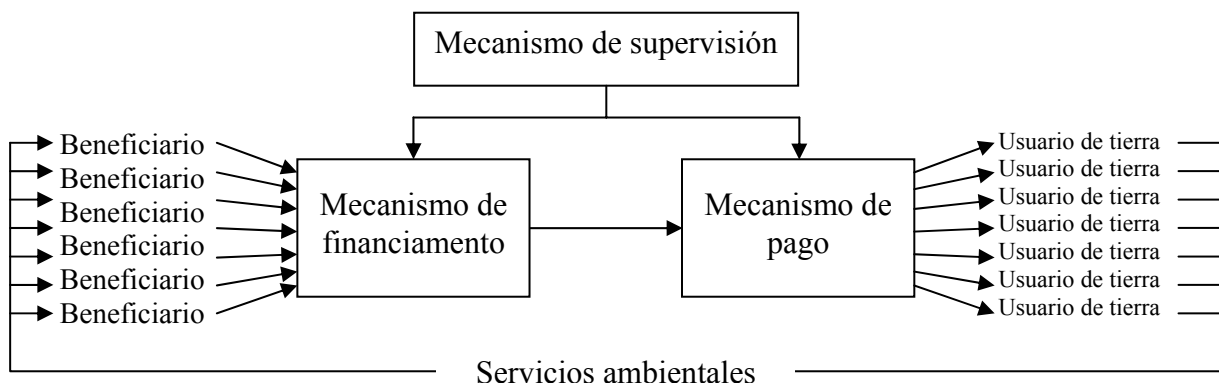 Mecanismo de supervisión
Beneficiario
Beneficiario
Beneficiario
Beneficiario
Beneficiario
Beneficiario
Mecanismo de
financiamento
Mecanismo de
pago
Usuario de tierra
Usuario de tierra
Usuario de tierra
Usuario de tierra
Usuario de tierra
Usuario de tierra
Usuario de tierra
Servicios ambientales